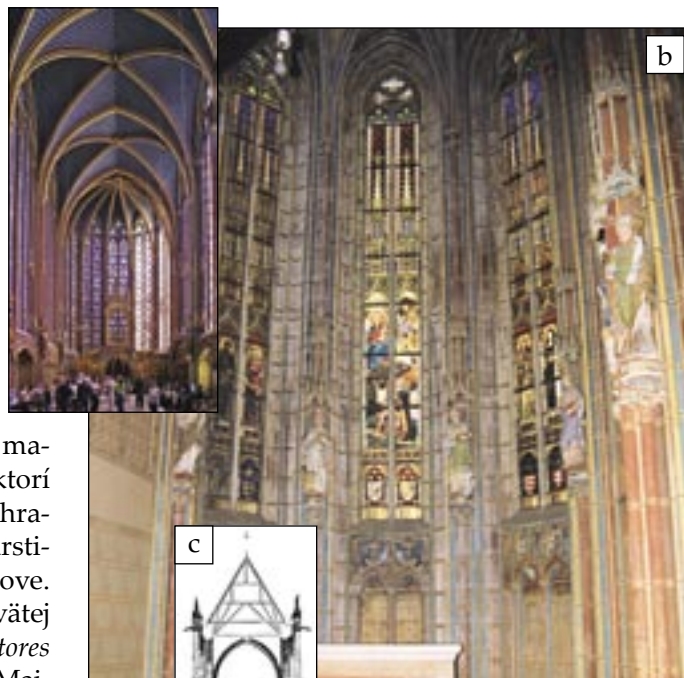 b
ma-
ktorí
hra-
rsti-
ove.
vätej
tores
c